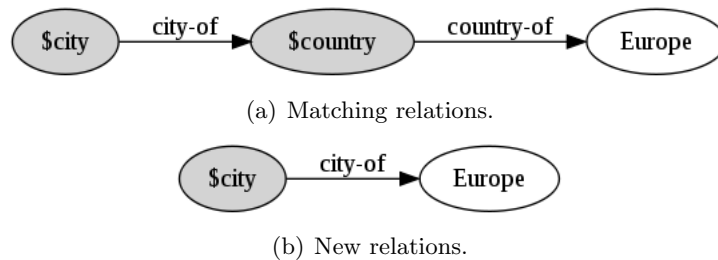 $city city-of $country country-of Europe
(a) Matching relations.
$city city-of Europe
(b) New relations.